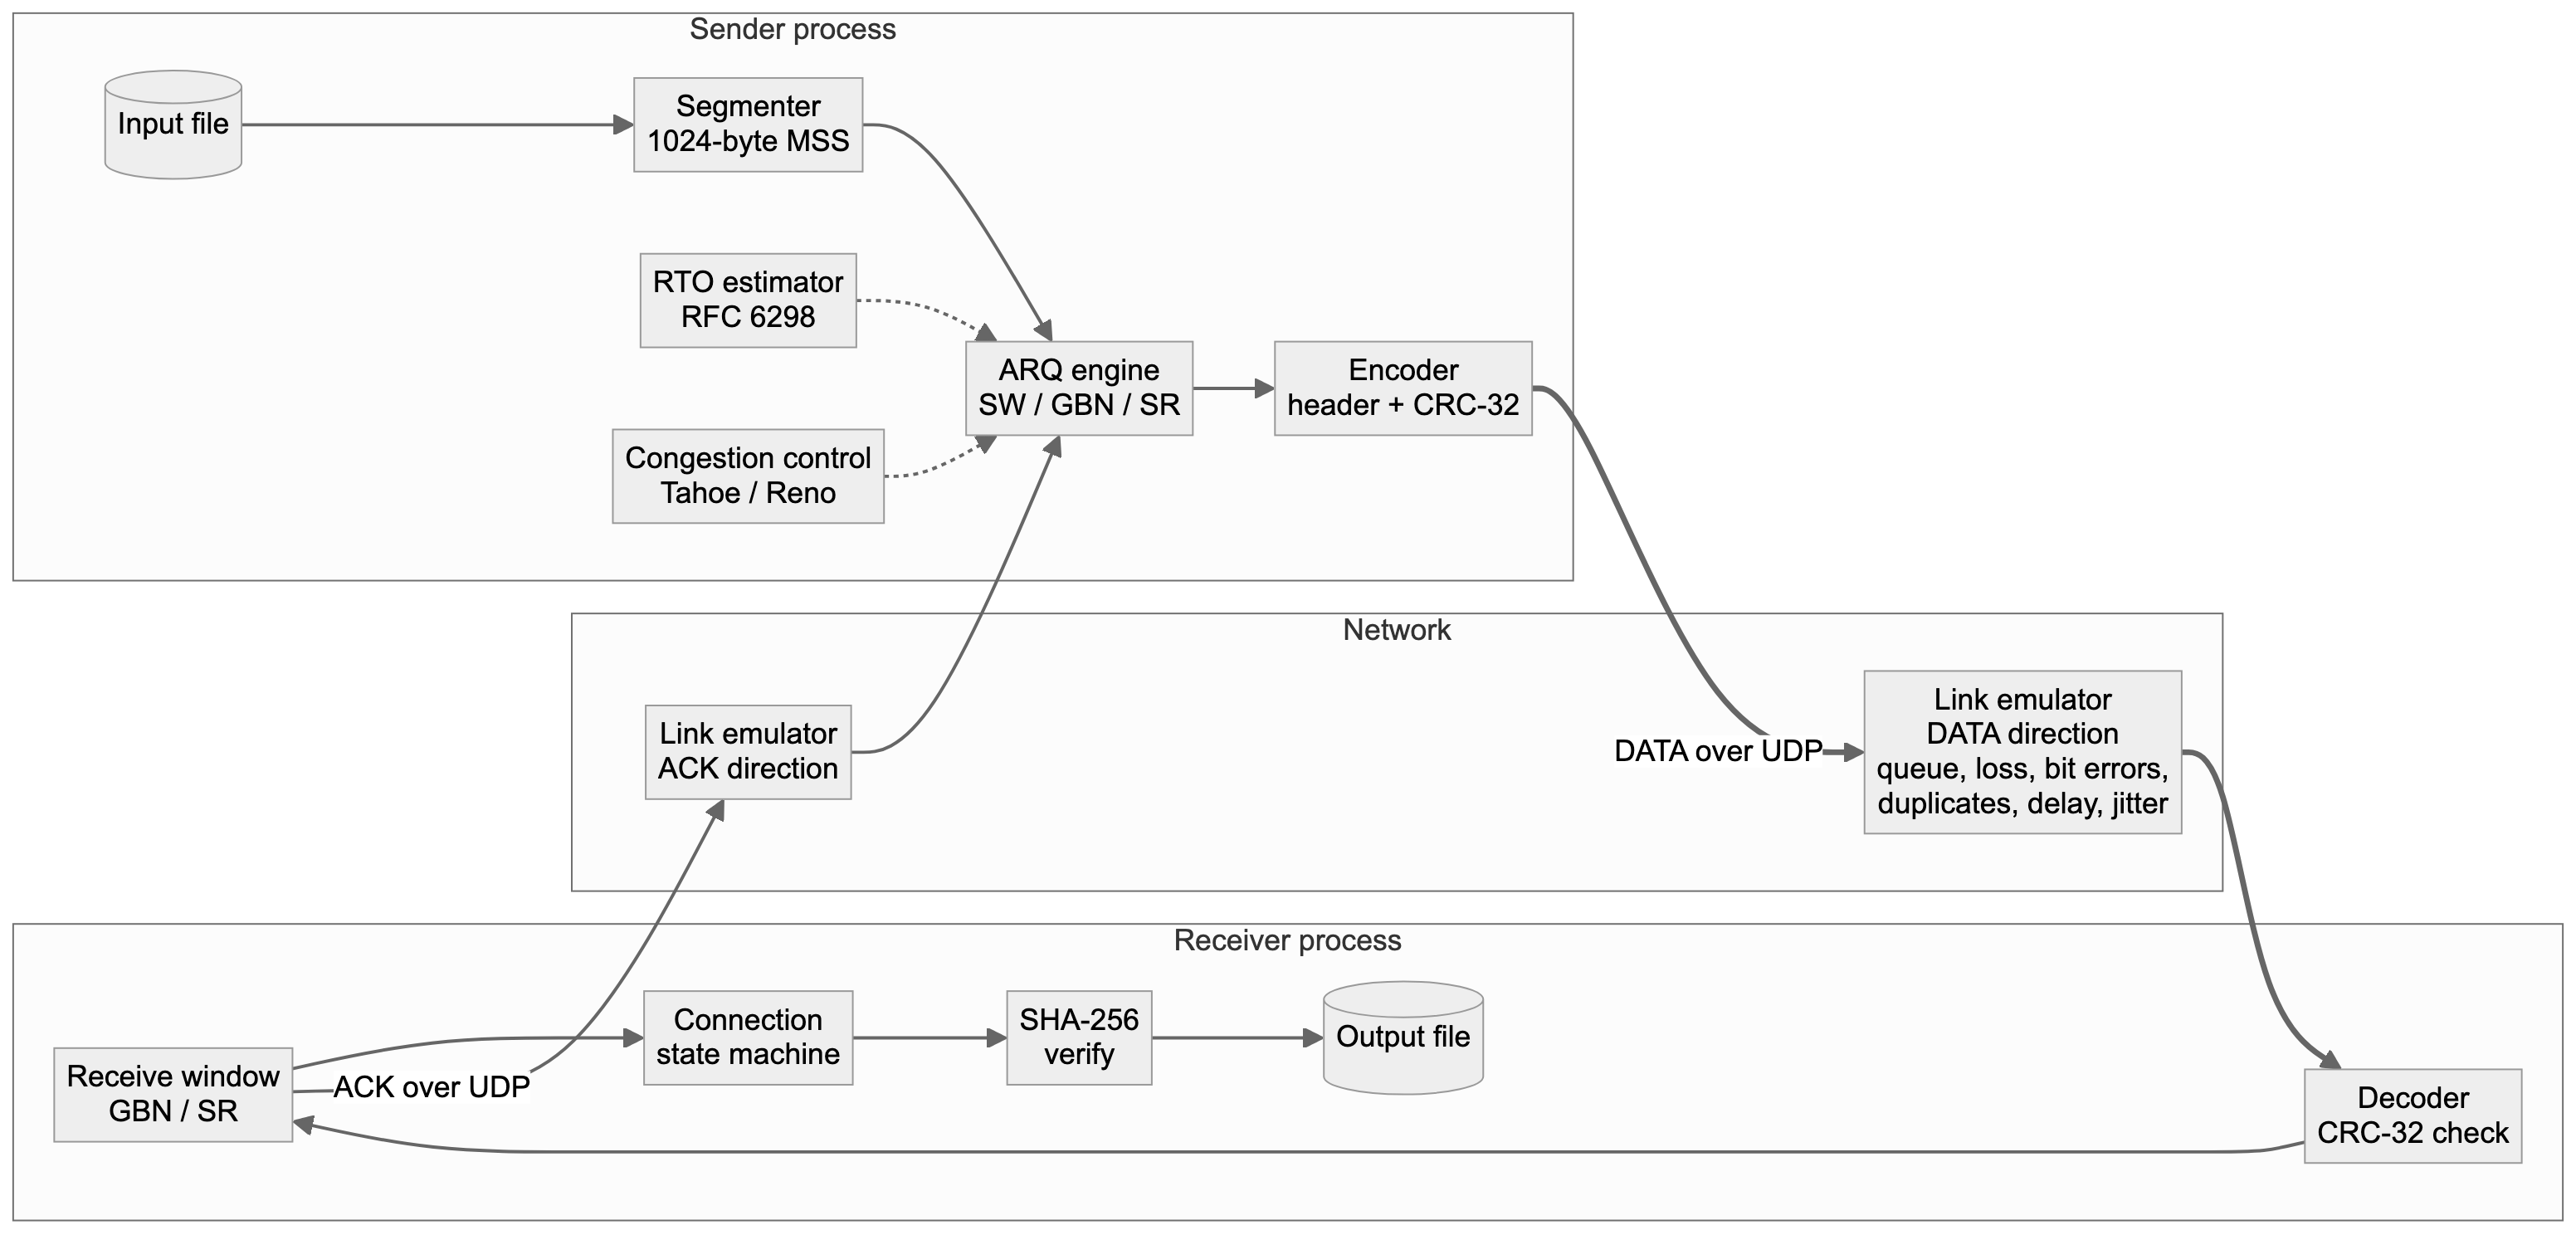 Sender process
Input file
Segmenter
1024-byte MSS
RTO estimator
RFC 6298
Congestion control
Tahoe / Reno
ARQ engine
SW / GBN / SR
Encoder
header + CRC-32
Network
Link emulator
ACK direction
DATA over UDP
Link emulator
DATA direction
queue, loss, bit errors,
duplicates, delay, jitter
Receiver process
Receive window
GBN / SR
ACK over UDP
Connection
state machine
SHA-256
verify
Output file
Decoder
CRC-32 check